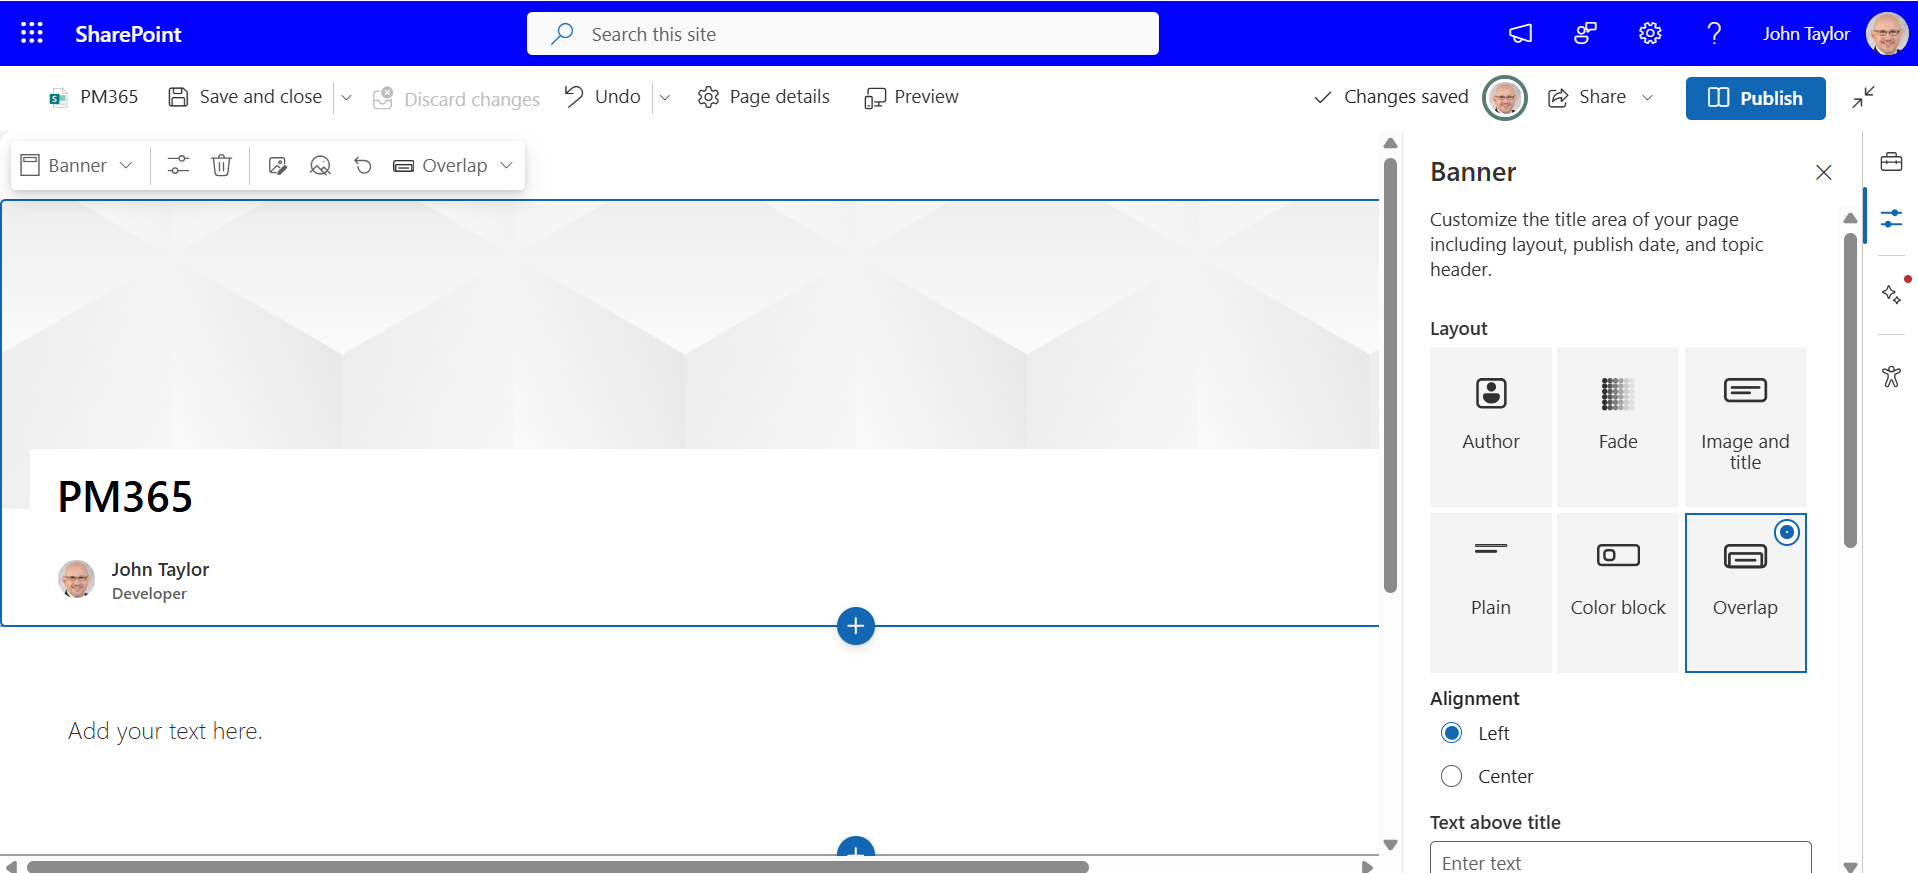 SharePoint
Search this site
John Taylor
PM365
Save and close
Discard changes
Undo
Page details
Preview
Changes saved
Share
Publish
Banner
Overlap
PM365
John Taylor
Developer
Add your text here.
Banner
Customize the title area of your page
including layout, publish date, and topic
header.
Layout
Author
Fade
Image and
title
Plain
Color block
Overlap
Alignment
Left
Center
Text above title
Enter text